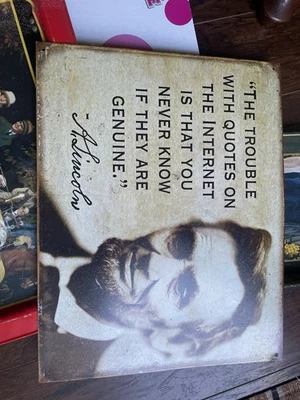 "THE TROUBLE
WITH QUOTES ON
THE INTERNET
IS THAT YOU
NEVER KNOW
IF THEY ARE
GENUINE."
- A. Lincoln